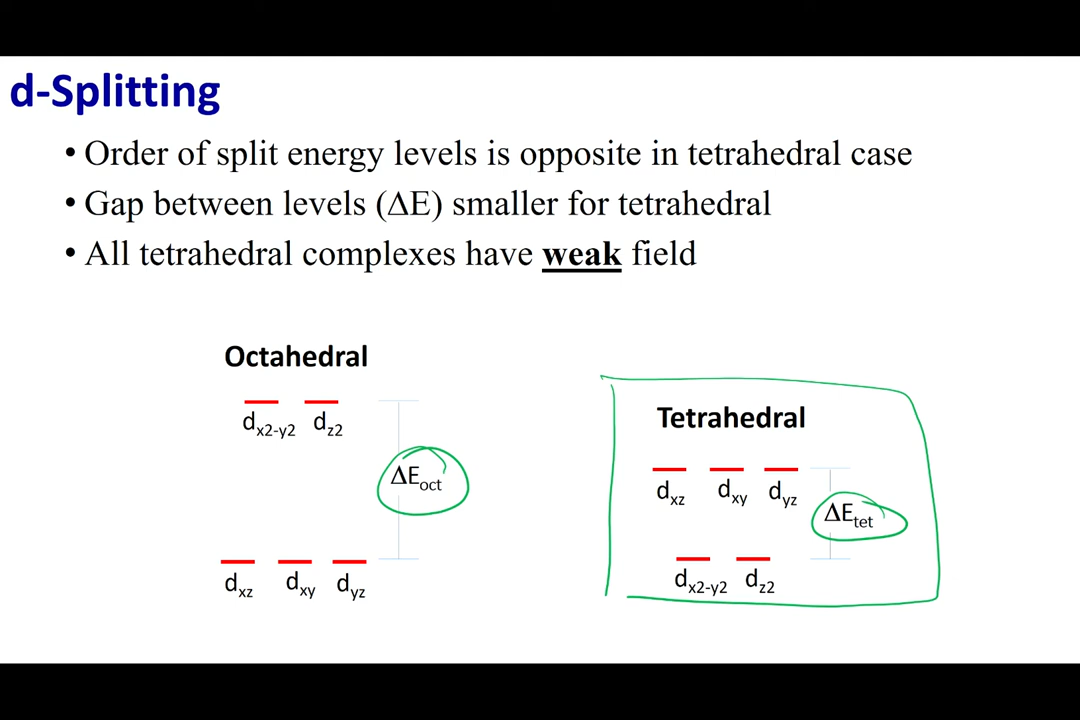 d-Splitting
• Order of split energy levels is opposite in tetrahedral case
• Gap between levels (ΔE) smaller for tetrahedral
• All tetrahedral complexes have weak field
Octahedral
dx2-y2 dz2
ΔEoct
dxz dxy dyz
Tetrahedral
dxz dxy dyz
ΔEtet
dx2-y2 dz2